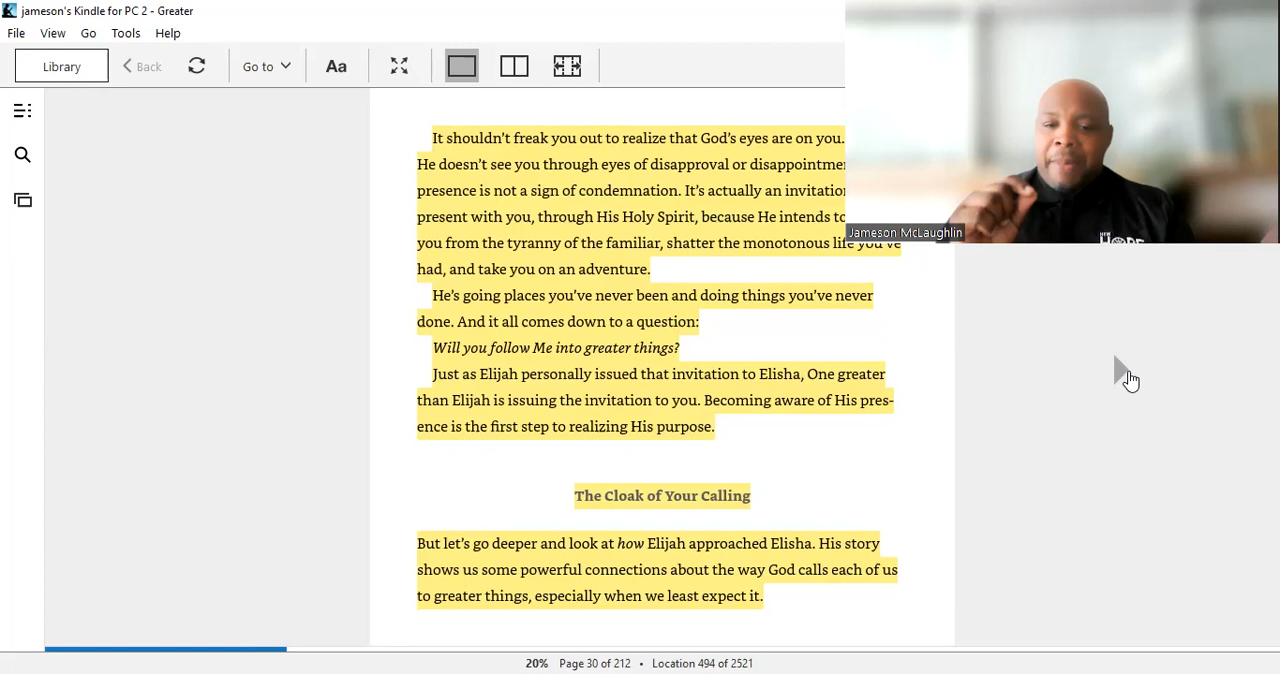 jameson's Kindle for PC 2 - Greater
File View Go Tools Help
Library Back Go to Aa
It shouldn't freak you out to realize that God's eyes are on you.
He doesn't see you through eyes of disapproval or
presence is not a sign of condemnation. It's actually an
present with you, through His Holy Spirit, because He intends to
Jameson McLaughlin
you from the tyranny of the familiar, shatter the monotonous life you've
had, and take you on an adventure.
He's going places you've never been and doing things you've never
done. And it all comes down to a question:
Will you follow Me into greater things?
Just as Elijah personally issued that invitation to Elisha, One greater
than Elijah is issuing the invitation to you. Becoming aware of His pres-
ence is the first step to realizing His purpose.
The Cloak of Your Calling
But let's go deeper and look at how Elijah approached Elisha. His story
shows us some powerful connections about the way God calls each of us
to greater things, especially when we least expect it.
20% Page 30 of 212 • Location 494 of 2521